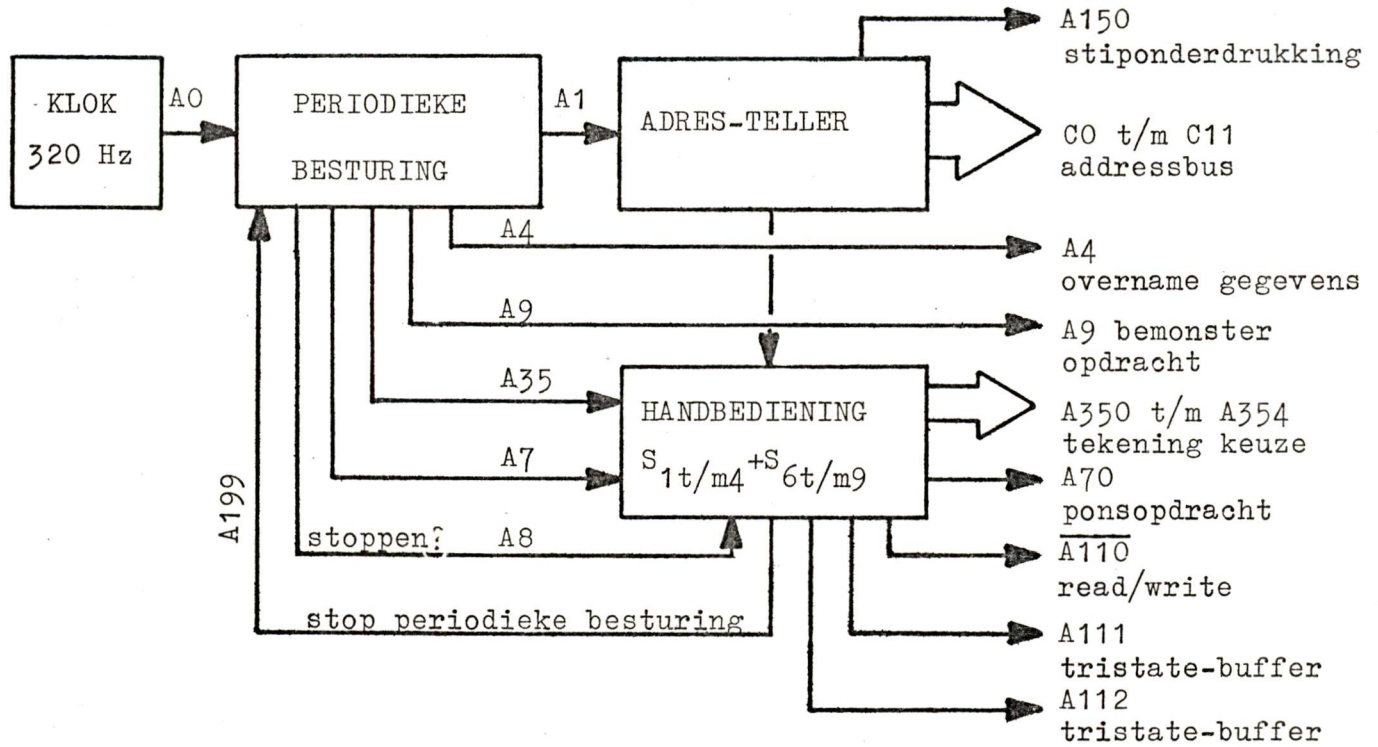 KLOK
320 Hz
A0
PERIODIEKE
BESTURING
A1
ADRES-TELLER
A150
stiponderdrukking
C0 t/m C11
addressbus
A4
A4
overname gegevens
A9
A9 bemonster
opdracht
A35
HANDBEDIENING
S1t/m4+S6t/m9
A350 t/m A354
tekening keuze
A7
A70
ponsopdracht
A199
stoppen? A8
A110
read/write
stop periodieke besturing
A111
tristate-buffer
A112
tristate-buffer